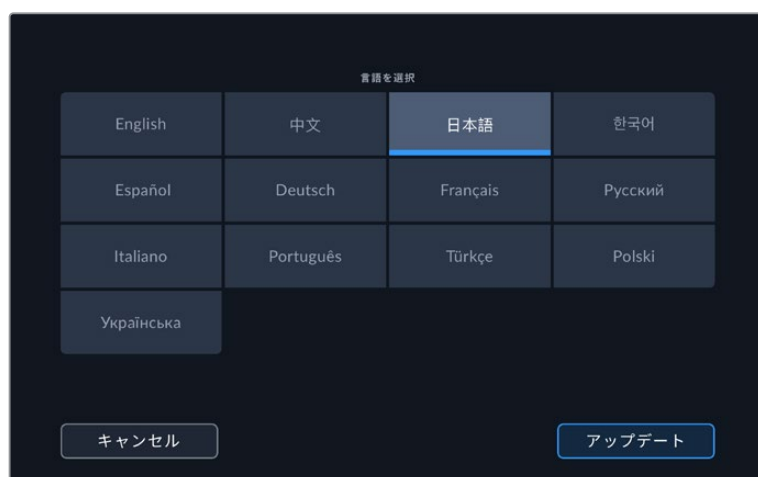 言語を選択
English 中文 日本語 한국어
Español Deutsch Français Русский
Italiano Português Türkçe Polski
Українська
キャンセル アップデート